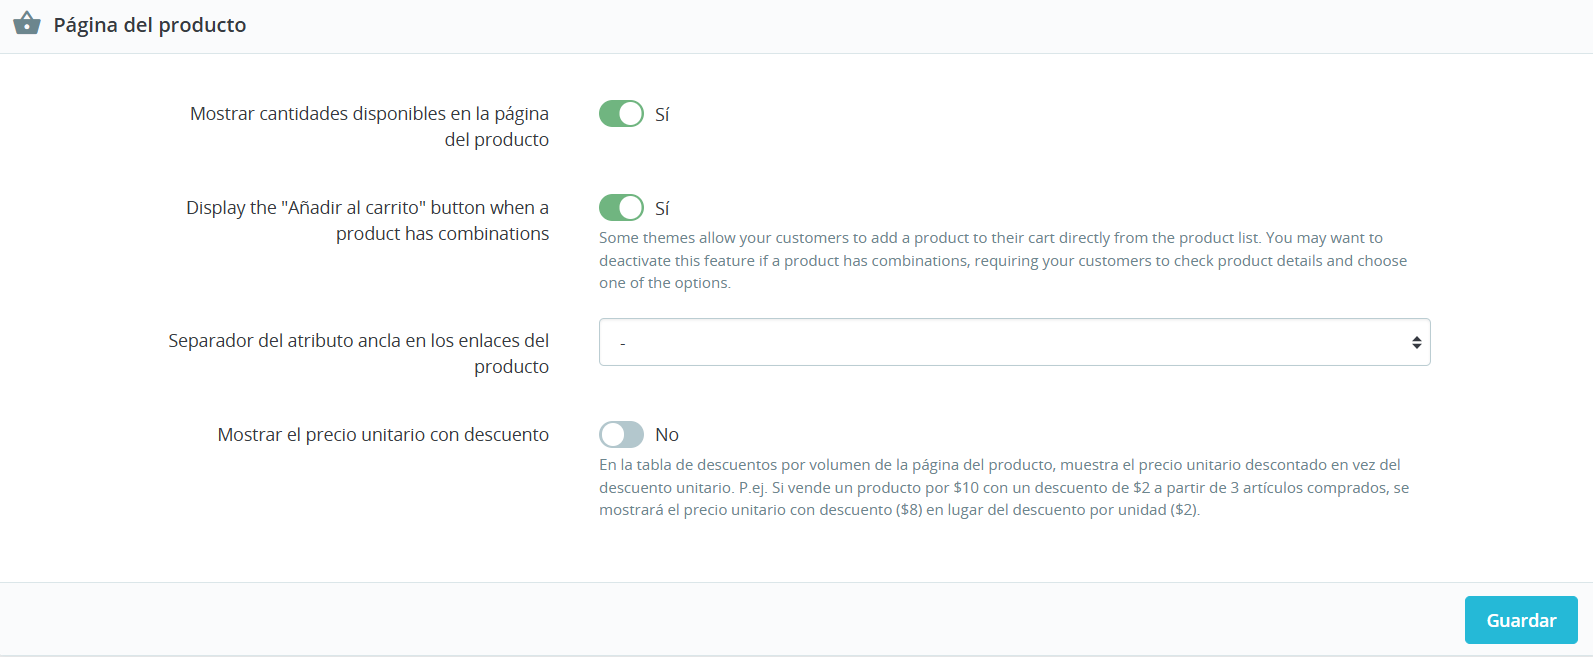 Página del producto
Mostrar cantidades disponibles en la página
del producto
Sí
Display the "Añadir al carrito" button when a
product has combinations
Sí
Some themes allow your customers to add a product to their cart directly from the product list. You may want to
deactivate this feature if a product has combinations, requiring your customers to check product details and choose
one of the options.
Separador del atributo ancla en los enlaces del
producto
-
Mostrar el precio unitario con descuento
No
En la tabla de descuentos por volumen de la página del producto, muestra el precio unitario descontado en vez del
descuento unitario. P.ej. Si vende un producto por $10 con un descuento de $2 a partir de 3 artículos comprados, se
mostrará el precio unitario con descuento ($8) en lugar del descuento por unidad ($2).
Guardar